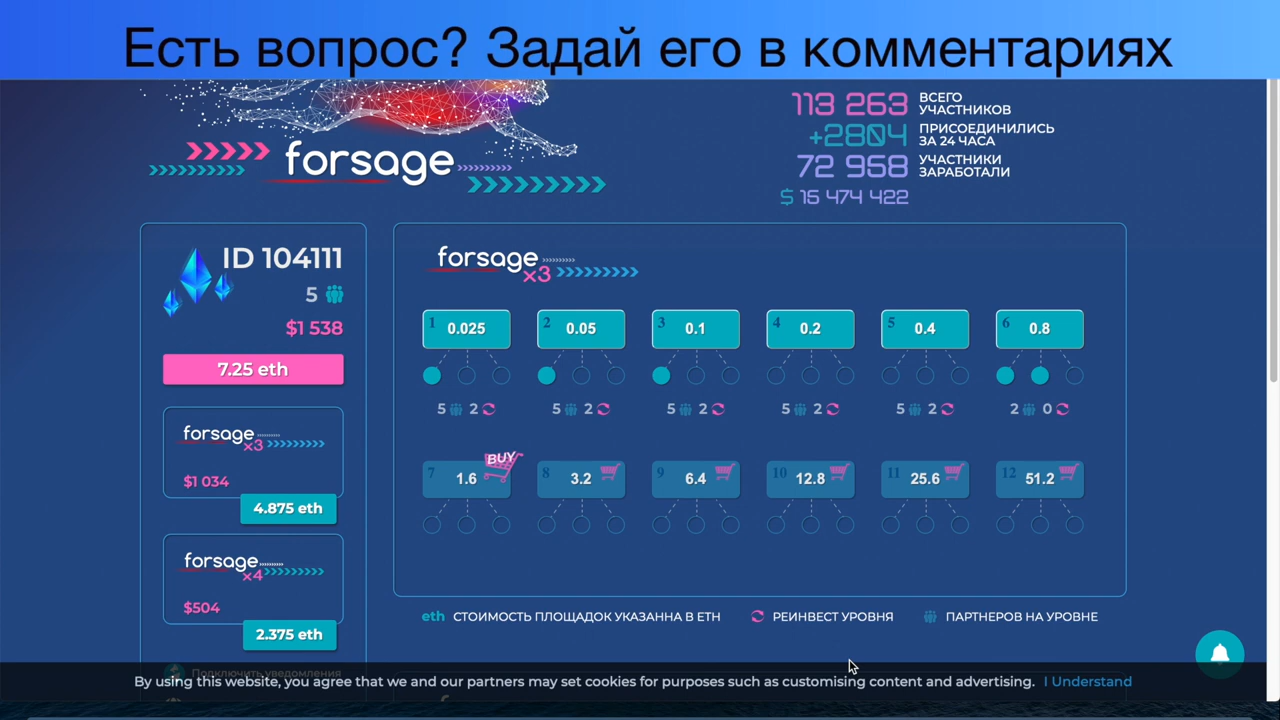 Есть вопрос? Задай его в комментариях
113 263 ВСЕГО УЧАСТНИКОВ
+2804 ПРИСОЕДИНИЛИСЬ ЗА 24 ЧАСА
72 958 УЧАСТНИКИ ЗАРАБОТАЛИ
$ 15 474 422
forsage
ID 104111
5
$1 538
7.25 eth
forsage x3
$1 034
4.875 eth
forsage x4
$504
2.375 eth
Подключить уведомления
forsage x3
1 0.025 2 0.05 3 0.1 4 0.2 5 0.4 6 0.8
5 2 5 2 5 2 5 2 5 2 2 0
BUY
7 1.6 8 3.2 9 6.4 10 12.8 11 25.6 12 51.2
eth СТОИМОСТЬ ПЛОЩАДОК УКАЗАННА В ETH РЕИНВЕСТ УРОВНЯ ПАРТНЕРОВ НА УРОВНЕ
By using this website, you agree that we and our partners may set cookies for purposes such as customising content and advertising. I Understand